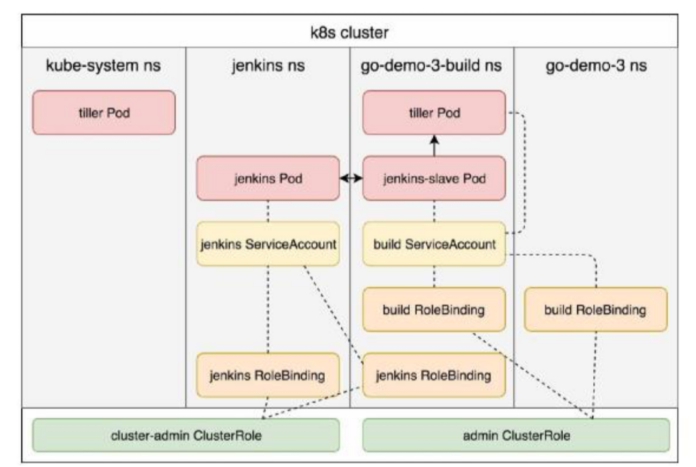 k8s cluster
kube-system ns
jenkins ns
go-demo-3-build ns
go-demo-3 ns
tiller Pod
tiller Pod
jenkins Pod
jenkins-slave Pod
jenkins ServiceAccount
build ServiceAccount
build RoleBinding
build RoleBinding
jenkins RoleBinding
jenkins RoleBinding
cluster-admin ClusterRole
admin ClusterRole